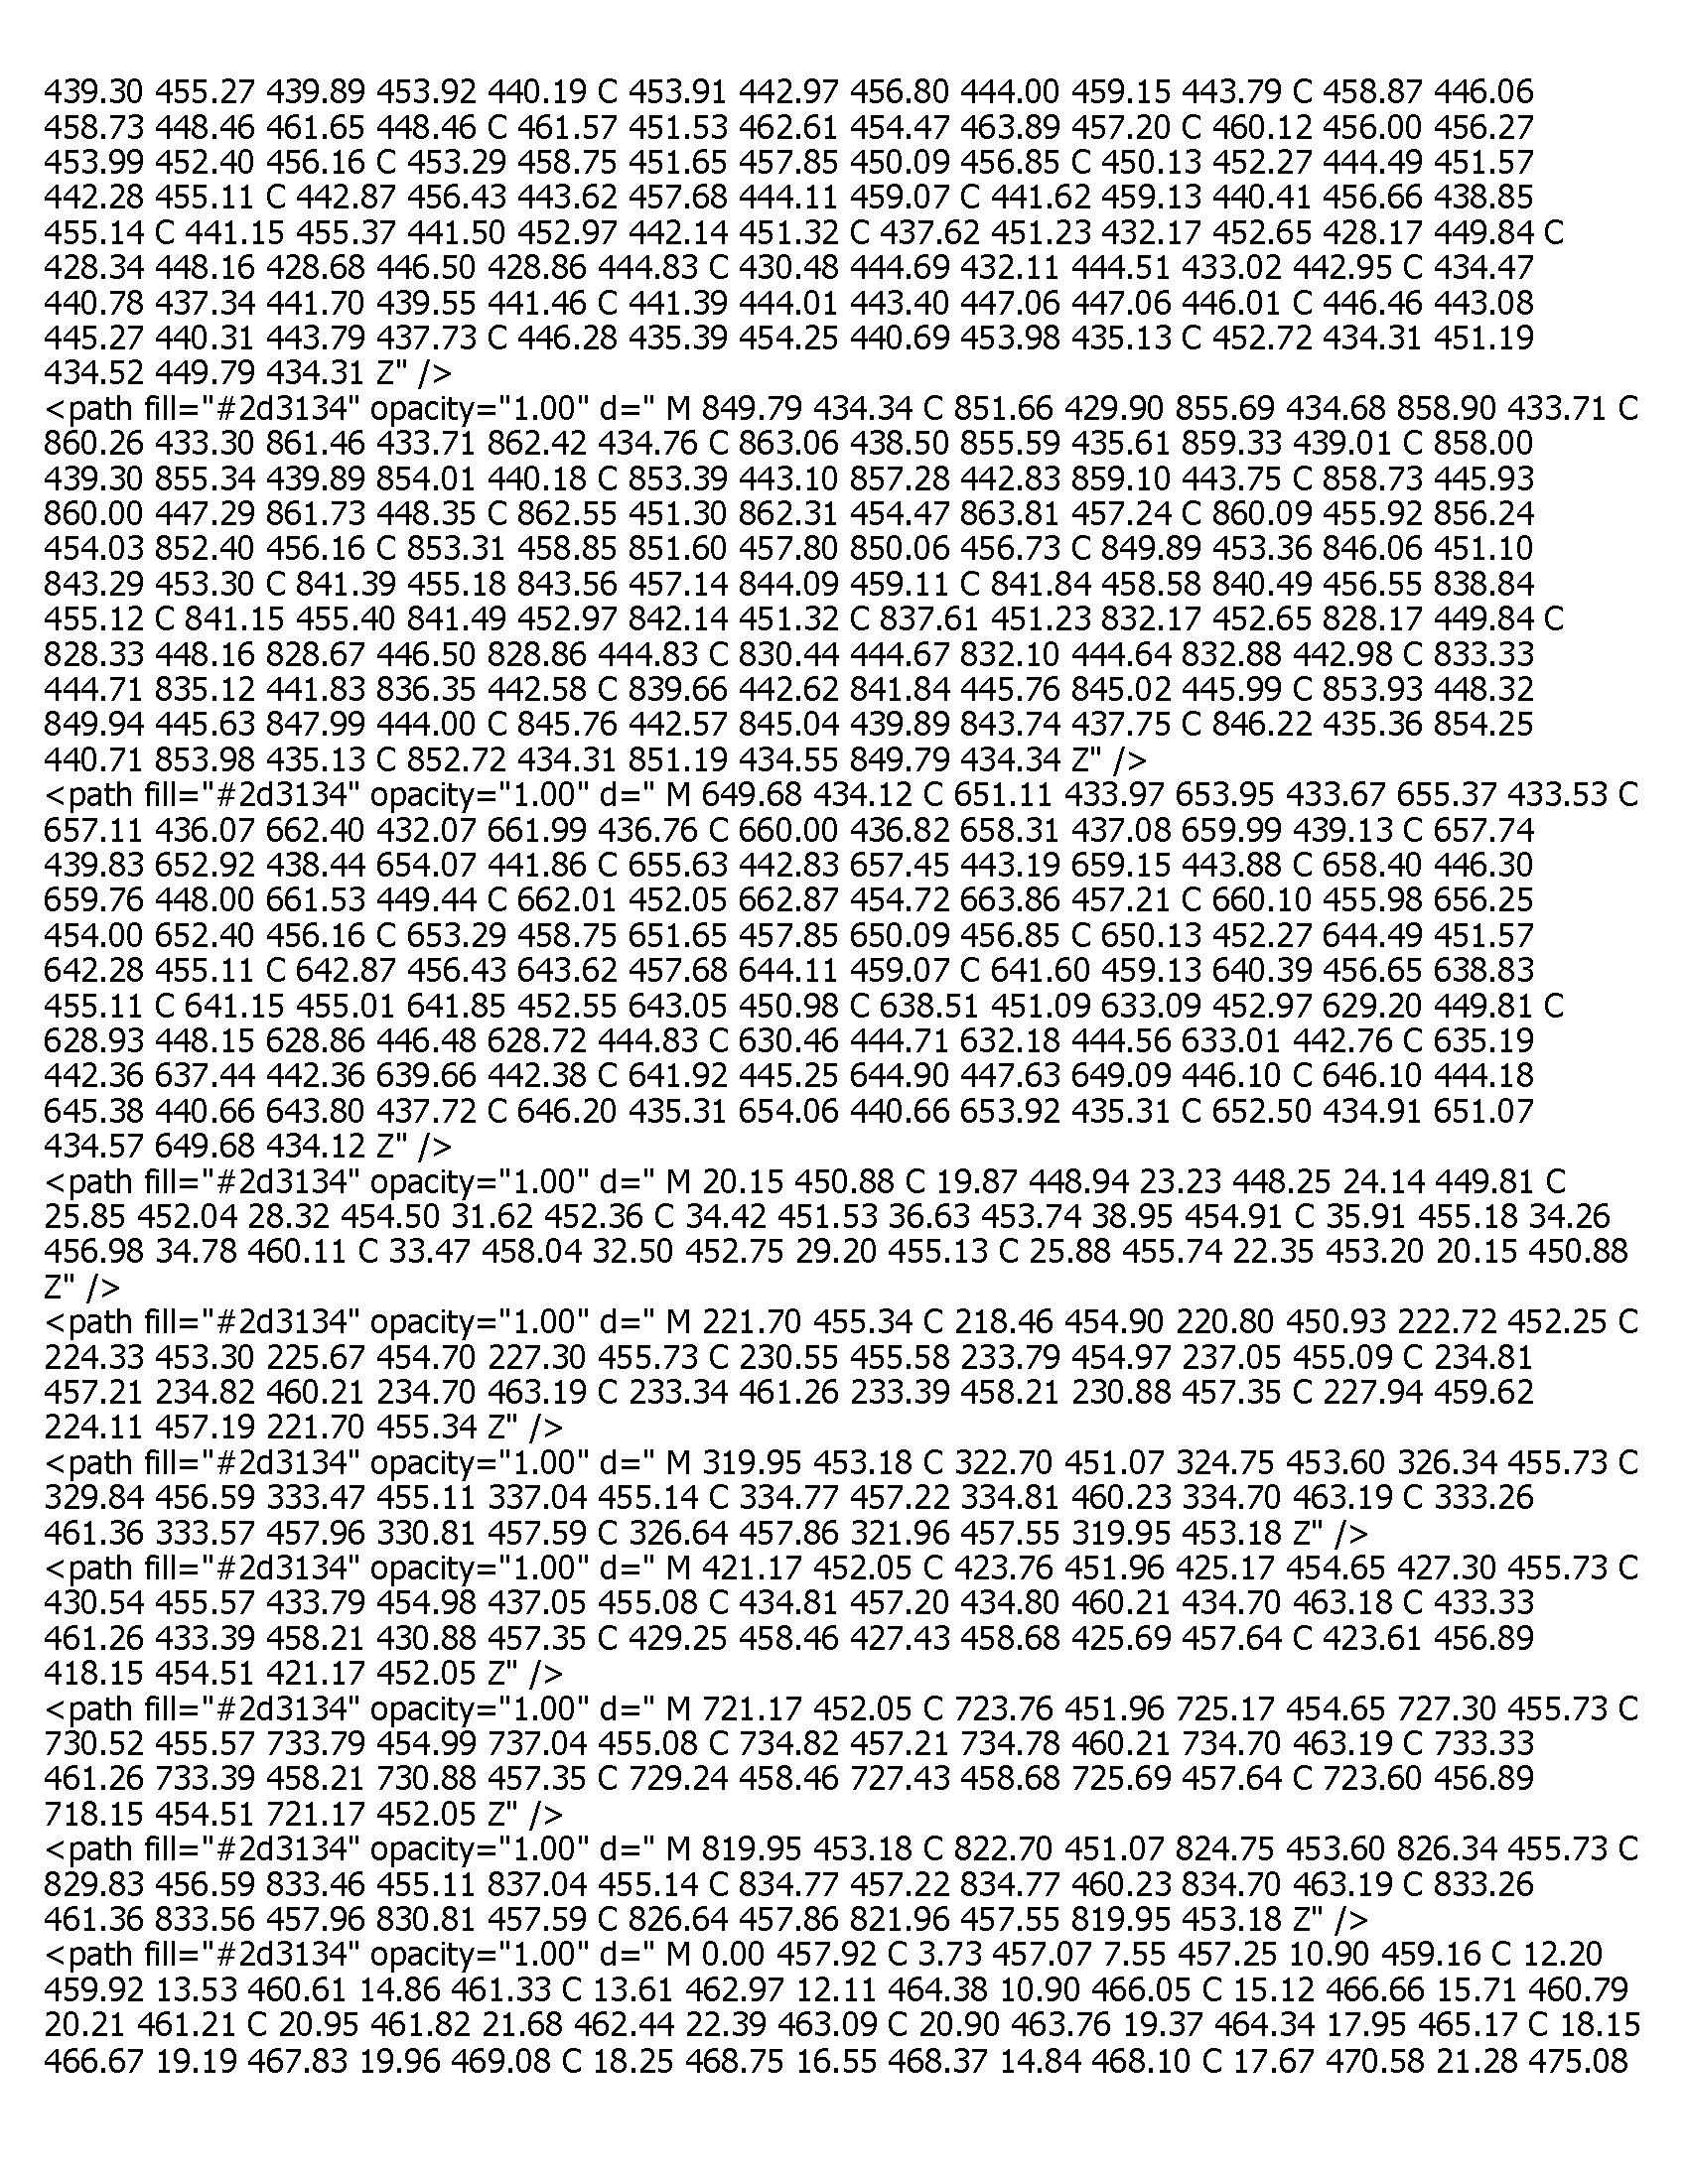 439.30 455.27 439.89 453.92 440.19 C 453.91 442.97 456.80 444.00 459.15 443.79 C 458.87 446.06
458.73 448.46 461.65 448.46 C 461.57 451.53 462.61 454.47 463.89 457.20 C 460.12 456.00 456.27
453.99 452.40 456.16 C 453.29 458.75 451.65 457.85 450.09 456.85 C 450.13 452.27 444.49 451.57
442.28 455.11 C 442.87 456.43 443.62 457.68 444.11 459.07 C 441.62 459.13 440.41 456.66 438.85
455.14 C 441.15 455.37 441.50 452.97 442.14 451.32 C 437.62 451.23 432.17 452.65 428.17 449.84 C
428.34 448.16 428.68 446.50 428.86 444.83 C 430.48 444.69 432.11 444.51 433.02 442.95 C 434.47
440.78 437.34 441.70 439.55 441.46 C 441.39 444.01 443.40 447.06 447.06 446.01 C 446.46 443.08
445.27 440.31 443.79 437.73 C 446.28 435.39 454.25 440.69 453.98 435.13 C 452.72 434.31 451.19
434.52 449.79 434.31 Z" />
<path fill="#2d3134" opacity="1.00" d=" M 849.79 434.34 C 851.66 429.90 855.69 434.68 858.90 433.71 C
860.26 433.30 861.46 433.71 862.42 434.76 C 863.06 438.50 855.59 435.61 859.33 439.01 C 858.00
439.30 855.34 439.89 854.01 440.18 C 853.39 443.10 857.28 442.83 859.10 443.75 C 858.73 445.93
860.00 447.29 861.73 448.35 C 862.55 451.30 862.31 454.47 863.81 457.24 C 860.09 455.92 856.24
454.03 852.40 456.16 C 853.31 458.85 851.60 457.80 850.06 456.73 C 849.89 453.36 846.06 451.10
843.29 453.30 C 841.39 455.18 843.56 457.14 844.09 459.11 C 841.84 458.58 840.49 456.55 838.84
455.12 C 841.15 455.40 841.49 452.97 842.14 451.32 C 837.61 451.23 832.17 452.65 828.17 449.84 C
828.33 448.16 828.67 446.50 828.86 444.83 C 830.44 444.67 832.10 444.64 832.88 442.98 C 833.33
444.71 835.12 441.83 836.35 442.58 C 839.66 442.62 841.84 445.76 845.02 445.99 C 853.93 448.32
849.94 445.63 847.99 444.00 C 845.76 442.57 845.04 439.89 843.74 437.75 C 846.22 435.36 854.25
440.71 853.98 435.13 C 852.72 434.31 851.19 434.55 849.79 434.34 Z" />
<path fill="#2d3134" opacity="1.00" d=" M 649.68 434.12 C 651.11 433.97 653.95 433.67 655.37 433.53 C
657.11 436.07 662.40 432.07 661.99 436.76 C 660.00 436.82 658.31 437.08 659.99 439.13 C 657.74
439.83 652.92 438.44 654.07 441.86 C 655.63 442.83 657.45 443.19 659.15 443.88 C 658.40 446.30
659.76 448.00 661.53 449.44 C 662.01 452.05 662.87 454.72 663.86 457.21 C 660.10 455.98 656.25
454.00 652.40 456.16 C 653.29 458.75 651.65 457.85 650.09 456.85 C 650.13 452.27 644.49 451.57
642.28 455.11 C 642.87 456.43 643.62 457.68 644.11 459.07 C 641.60 459.13 640.39 456.65 638.83
455.11 C 641.15 455.01 641.85 452.55 643.05 450.98 C 638.51 451.09 633.09 452.97 629.20 449.81 C
628.93 448.15 628.86 446.48 628.72 444.83 C 630.46 444.71 632.18 444.56 633.01 442.76 C 635.19
442.36 637.44 442.36 639.66 442.38 C 641.92 445.25 644.90 447.63 649.09 446.10 C 646.10 444.18
645.38 440.66 643.80 437.72 C 646.20 435.31 654.06 440.66 653.92 435.31 C 652.50 434.91 651.07
434.57 649.68 434.12 Z" />
<path fill="#2d3134" opacity="1.00" d=" M 20.15 450.88 C 19.87 448.94 23.23 448.25 24.14 449.81 C
25.85 452.04 28.32 454.50 31.62 452.36 C 34.42 451.53 36.63 453.74 38.95 454.91 C 35.91 455.18 34.26
456.98 34.78 460.11 C 33.47 458.04 32.50 452.75 29.20 455.13 C 25.88 455.74 22.35 453.20 20.15 450.88
Z" />
<path fill="#2d3134" opacity="1.00" d=" M 221.70 455.34 C 218.46 454.90 220.80 450.93 222.72 452.25 C
224.33 453.30 225.67 454.70 227.30 455.73 C 230.55 455.58 233.79 454.97 237.05 455.09 C 234.81
457.21 234.82 460.21 234.70 463.19 C 233.34 461.26 233.39 458.21 230.88 457.35 C 227.94 459.62
224.11 457.19 221.70 455.34 Z" />
<path fill="#2d3134" opacity="1.00" d=" M 319.95 453.18 C 322.70 451.07 324.75 453.60 326.34 455.73 C
329.84 456.59 333.47 455.11 337.04 455.14 C 334.77 457.22 334.81 460.23 334.70 463.19 C 333.26
461.36 333.57 457.96 330.81 457.59 C 326.64 457.86 321.96 457.55 319.95 453.18 Z" />
<path fill="#2d3134" opacity="1.00" d=" M 421.17 452.05 C 423.76 451.96 425.17 454.65 427.30 455.73 C
430.54 455.57 433.79 454.98 437.05 455.08 C 434.81 457.20 434.80 460.21 434.70 463.18 C 433.33
461.26 433.39 458.21 430.88 457.35 C 429.25 458.46 427.43 458.68 425.69 457.64 C 423.61 456.89
418.15 454.51 421.17 452.05 Z" />
<path fill="#2d3134" opacity="1.00" d=" M 721.17 452.05 C 723.76 451.96 725.17 454.65 727.30 455.73 C
730.52 455.57 733.79 454.99 737.04 455.08 C 734.82 457.21 734.78 460.21 734.70 463.19 C 733.33
461.26 733.39 458.21 730.88 457.35 C 729.24 458.46 727.43 458.68 725.69 457.64 C 723.60 456.89
718.15 454.51 721.17 452.05 Z" />
<path fill="#2d3134" opacity="1.00" d=" M 819.95 453.18 C 822.70 451.07 824.75 453.60 826.34 455.73 C
829.83 456.59 833.46 455.11 837.04 455.14 C 834.77 457.22 834.77 460.23 834.70 463.19 C 833.26
461.36 833.56 457.96 830.81 457.59 C 826.64 457.86 821.96 457.55 819.95 453.18 Z" />
<path fill="#2d3134" opacity="1.00" d=" M 0.00 457.92 C 3.73 457.07 7.55 457.25 10.90 459.16 C 12.20
459.92 13.53 460.61 14.86 461.33 C 13.61 462.97 12.11 464.38 10.90 466.05 C 15.12 466.66 15.71 460.79
20.21 461.21 C 20.95 461.82 21.68 462.44 22.39 463.09 C 20.90 463.76 19.37 464.34 17.95 465.17 C 18.15
466.67 19.19 467.83 19.96 469.08 C 18.25 468.75 16.55 468.37 14.84 468.10 C 17.67 470.58 21.28 475.08